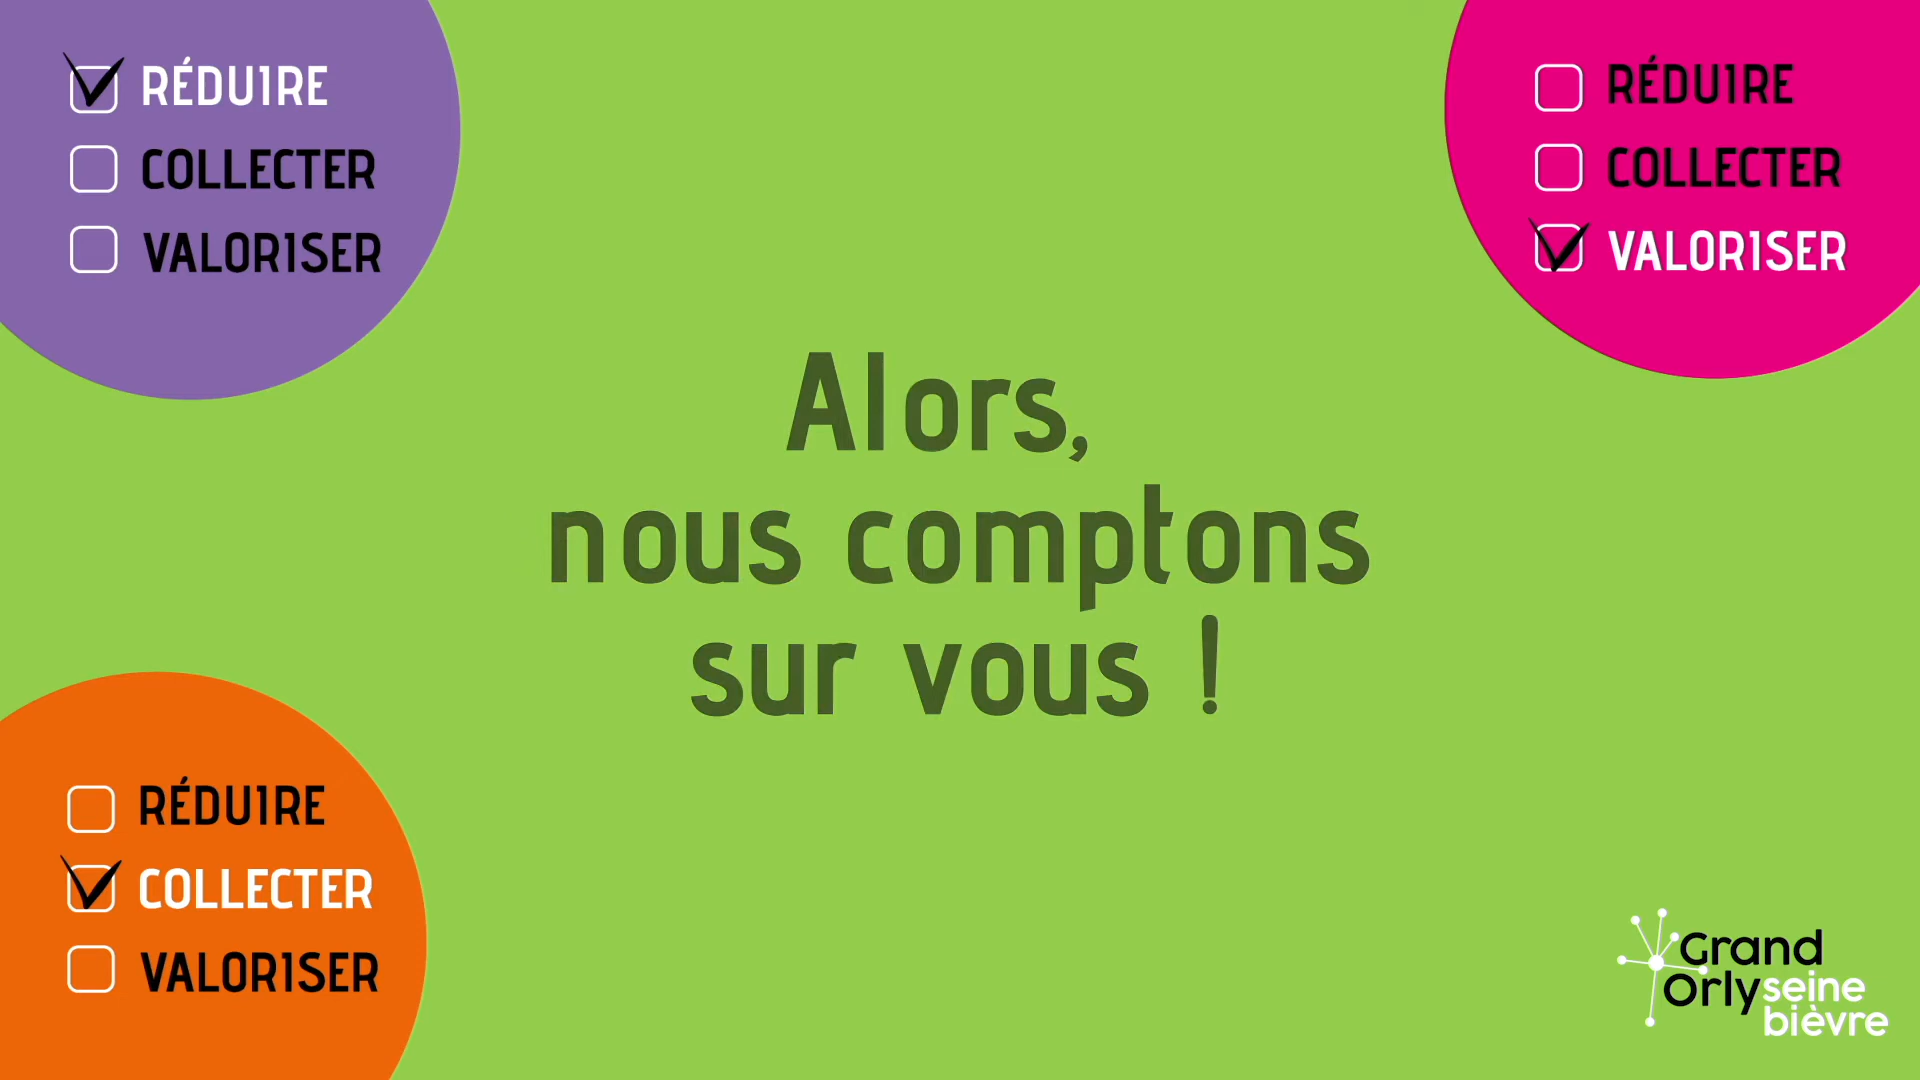 RÉDUIRE
COLLECTER
VALORISER
RÉDUIRE
COLLECTER
VALORISER
Alors,
nous comptons
sur vous !
RÉDUIRE
COLLECTER
VALORISER
Grand
Orly seine
bièvre